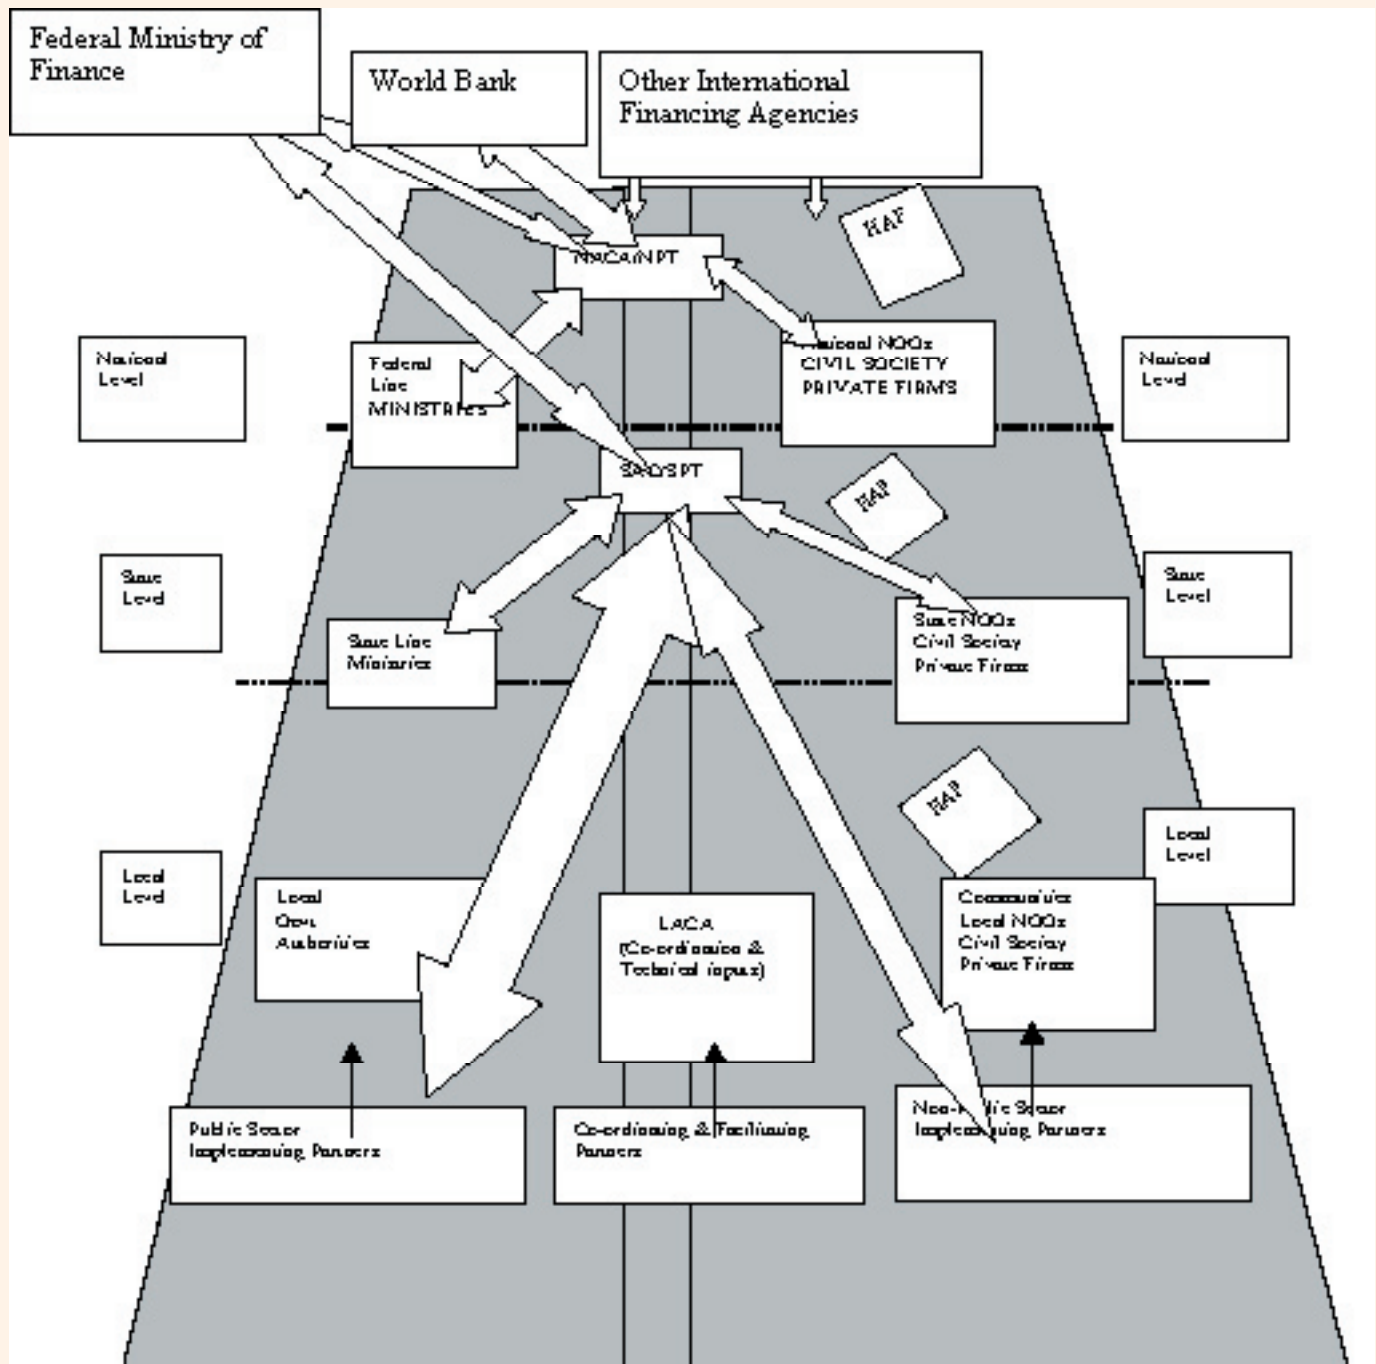 Federal Ministry of
Finance
World Bank
Other International
Financing Agencies
HAF
NACA/NPT
National
Level
Federal
Line
MINISTRIES
National NGOs
CIVIL SOCIETY
PRIVATE FIRMS
National
Level
HAF
State
Level
State Line
Ministries
State NGOs
Civil Society
Private Firms
State
Level
HAF
Local
Level
Local
Govt
Authorities
LACA
(Co-ordination &
Technical inputs)
Communities
Local NGOs
Civil Society
Private Firms
Local
Level
Public Sector
Implementing Partners
Co-ordinating & Facilitating
Partners
Non-Public Sector
Implementing Partners